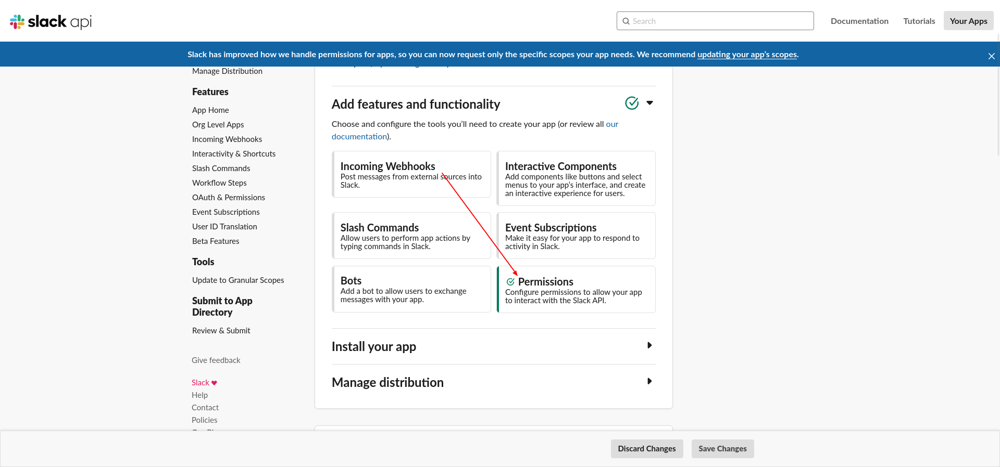 slack api
Search
Documentation
Tutorials
Your Apps
Slack has improved how we handle permissions for apps, so you can now request only the specific scopes your app needs. We recommend updating your app's scopes.
Manage Distribution
Features
App Home
Org Level Apps
Incoming Webhooks
Interactivity & Shortcuts
Slash Commands
Workflow Steps
OAuth & Permissions
Event Subscriptions
User ID Translation
Beta Features
Tools
Update to Granular Scopes
Submit to App
Directory
Review & Submit
Give feedback
Slack ♥
Help
Contact
Policies
Add features and functionality
Choose and configure the tools you'll need to create your app (or review all our
documentation).
Incoming Webhooks
Post messages from external sources into
Slack.
Interactive Components
Add components like buttons and select
menus to your app's interface, and create
an interactive experience for users.
Slash Commands
Allow users to perform app actions by
typing commands in Slack.
Event Subscriptions
Make it easy for your app to respond to
activity in Slack.
Bots
Add a bot to allow users to exchange
messages with your app.
Permissions
Configure permissions to allow your app
to interact with the Slack API.
Install your app
Manage distribution
Discard Changes
Save Changes